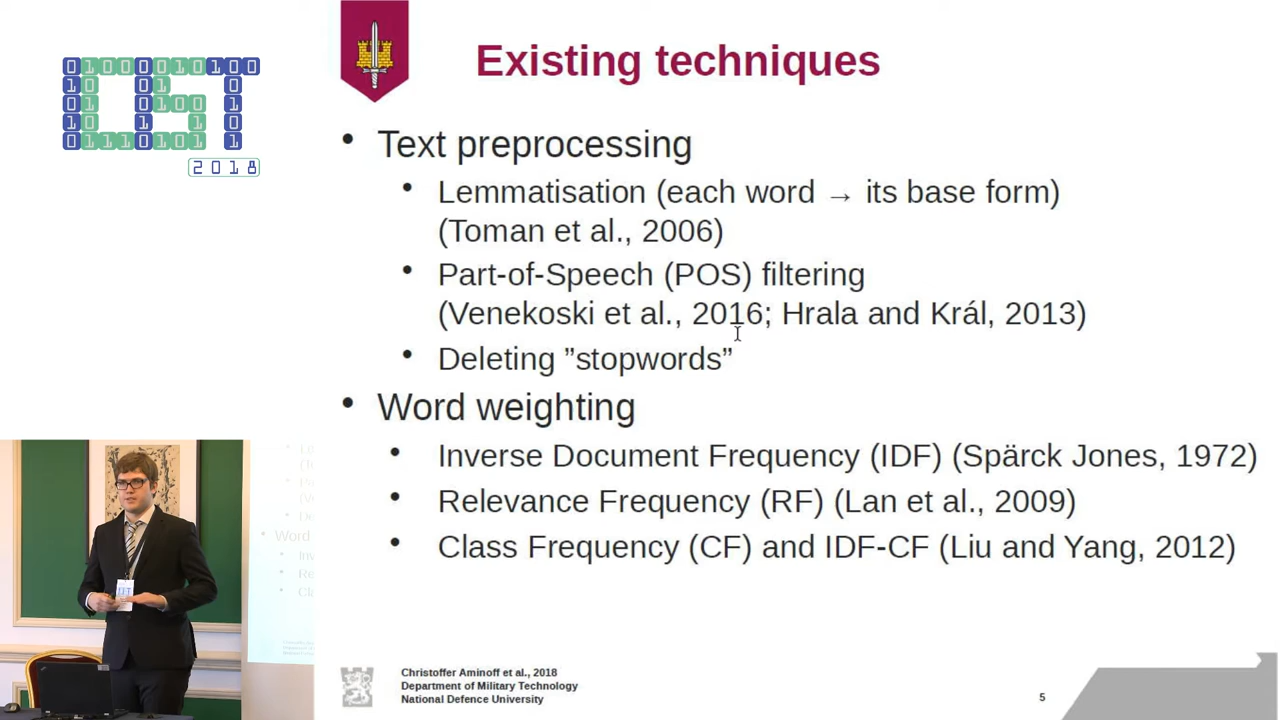 2018
Existing techniques
• Text preprocessing
• Lemmatisation (each word → its base form)
(Toman et al., 2006)
• Part-of-Speech (POS) filtering
(Venekoski et al., 2016; Hrala and Král, 2013)
• Deleting ”stopwords”
• Word weighting
• Inverse Document Frequency (IDF) (Spärck Jones, 1972)
• Relevance Frequency (RF) (Lan et al., 2009)
• Class Frequency (CF) and IDF-CF (Liu and Yang, 2012)
Word
Christoffer Aminoff et al., 2018
Department of Military Technology
National Defence University
5